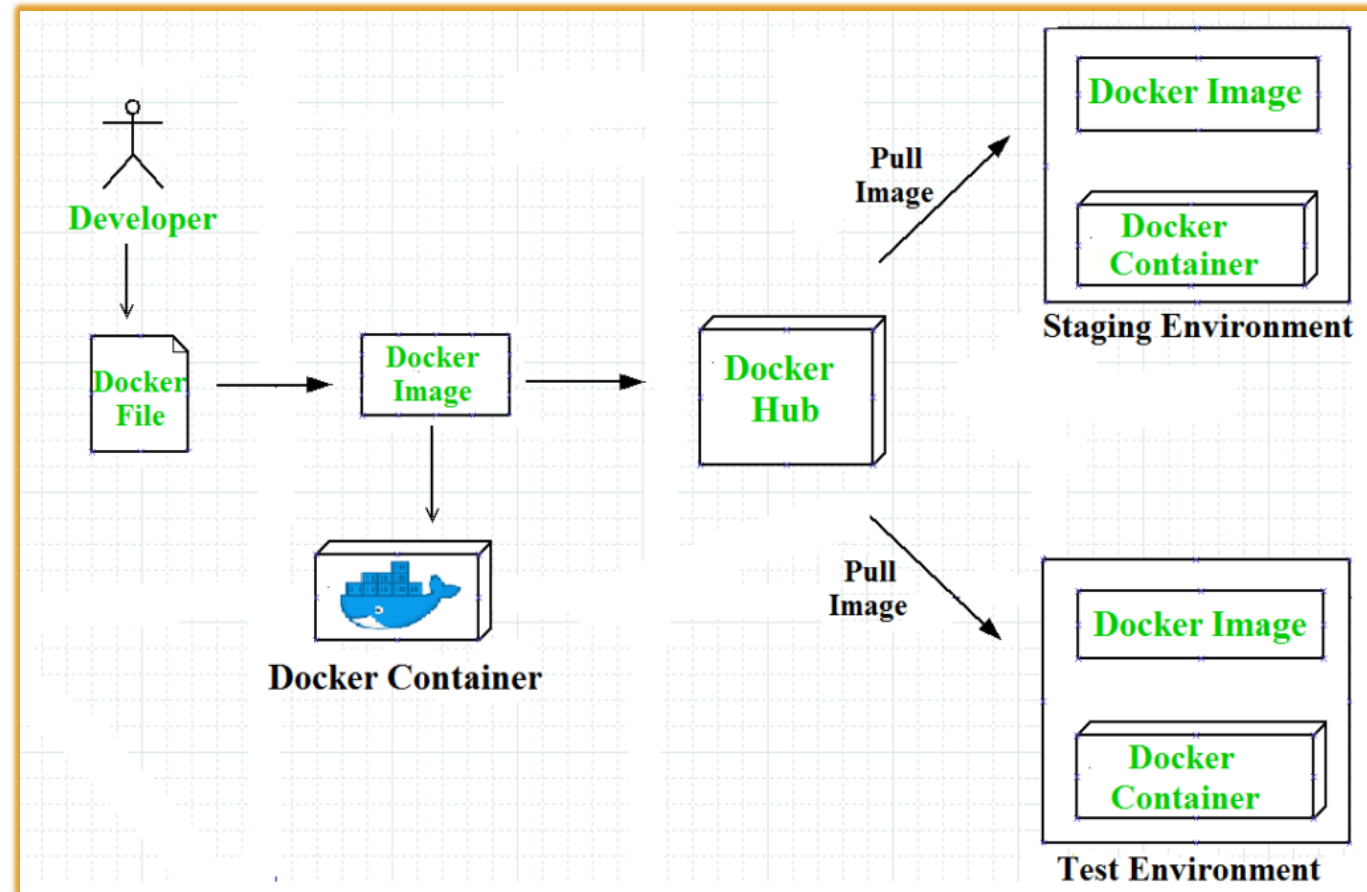 Developer
Docker
File
Docker
Image
Docker Container
Docker
Hub
Pull
Image
Docker Image
Docker
Container
Staging Environment
Pull
Image
Docker Image
Docker
Container
Test Environment